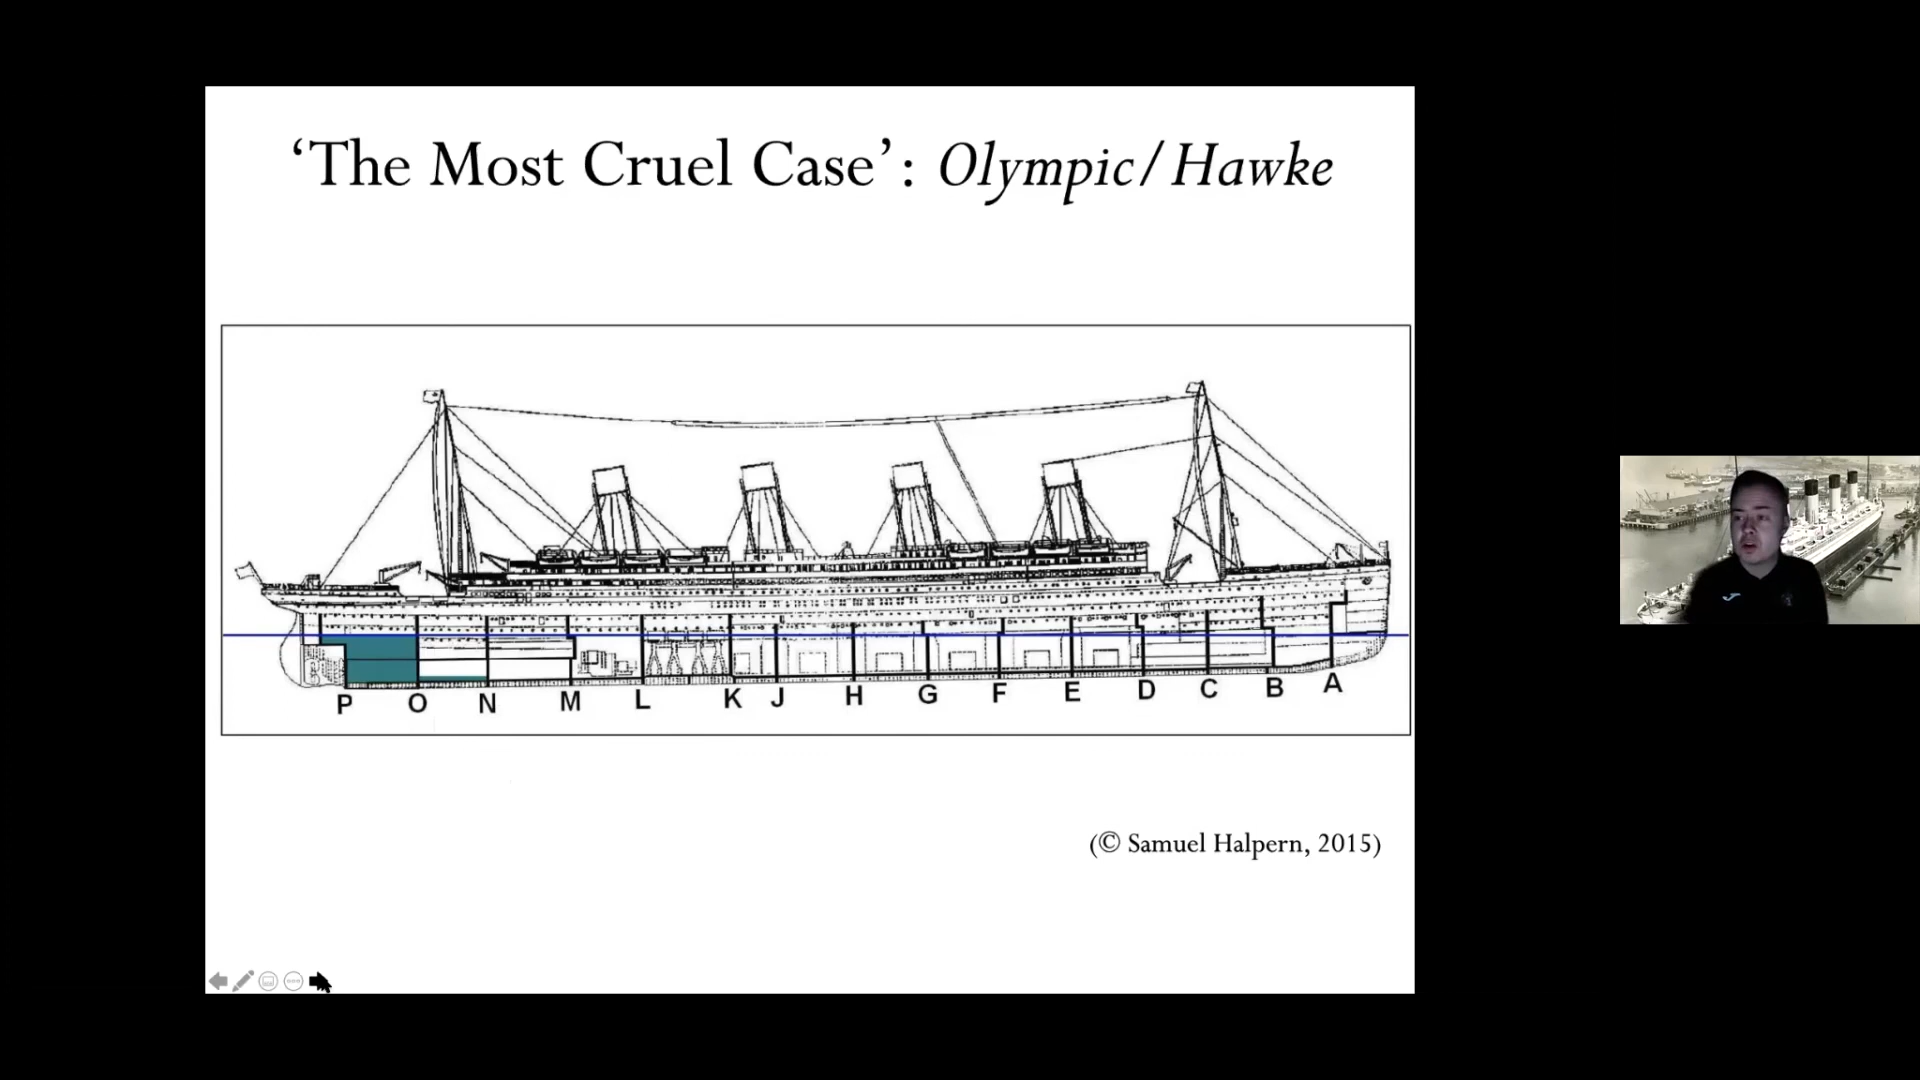 ‘The Most Cruel Case’: Olympic/Hawke
P O N M L K J H G F E D C B A
(© Samuel Halpern, 2015)